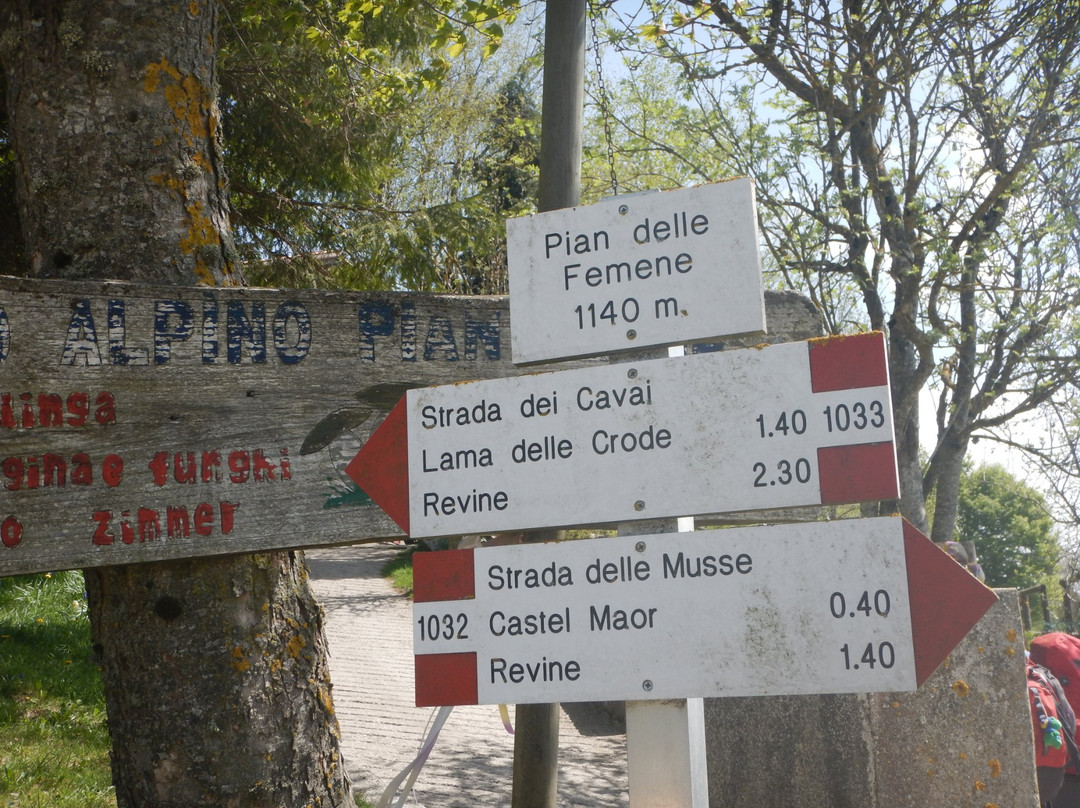 Pian delle
Femene
1140 m.
Strada dei Cavai
Lama delle Crode 1.40 1033
Revine 2.30
Strada delle Musse
1032 Castel Maor 0.40
Revine 1.40
ALPINO PIAN
funghi
zimmer